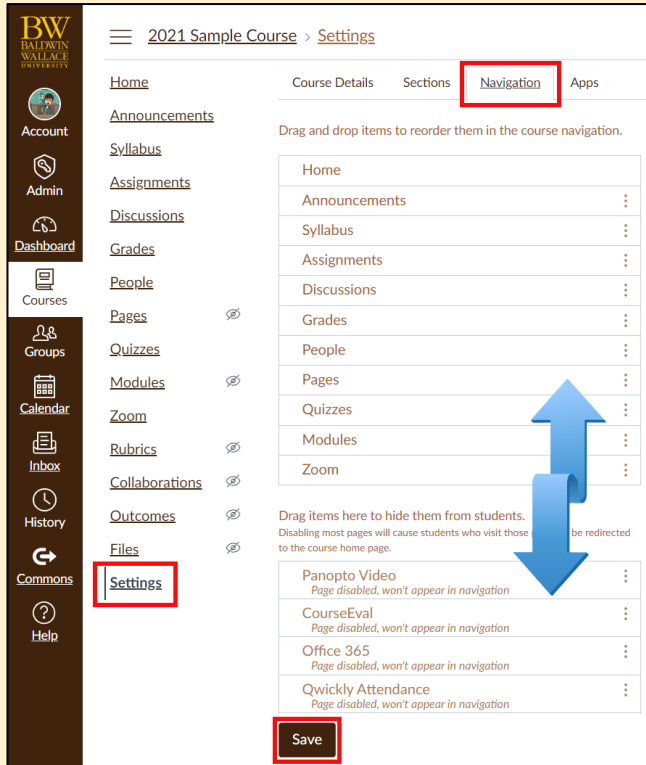 BW
BALDWIN
WALLACE
UNIVERSITY
Account
Admin
Dashboard
Courses
Groups
Calendar
Inbox
History
Commons
Help
2021 Sample Course > Settings
Home
Announcements
Syllabus
Assignments
Discussions
Grades
People
Pages
Quizzes
Modules
Zoom
Rubrics
Collaborations
Outcomes
Files
Settings
Course Details Sections Navigation Apps
Drag and drop items to reorder them in the course navigation.
Home
Announcements
Syllabus
Assignments
Discussions
Grades
People
Pages
Quizzes
Modules
Zoom
Drag items here to hide them from students.
Disabling most pages will cause students who visit those be redirected
to the course home page.
Panopto Video
Page disabled, won't appear in navigation
CourseEval
Page disabled, won't appear in navigation
Office 365
Page disabled, won't appear in navigation
Qwickly Attendance
Page disabled, won't appear in navigation
Save